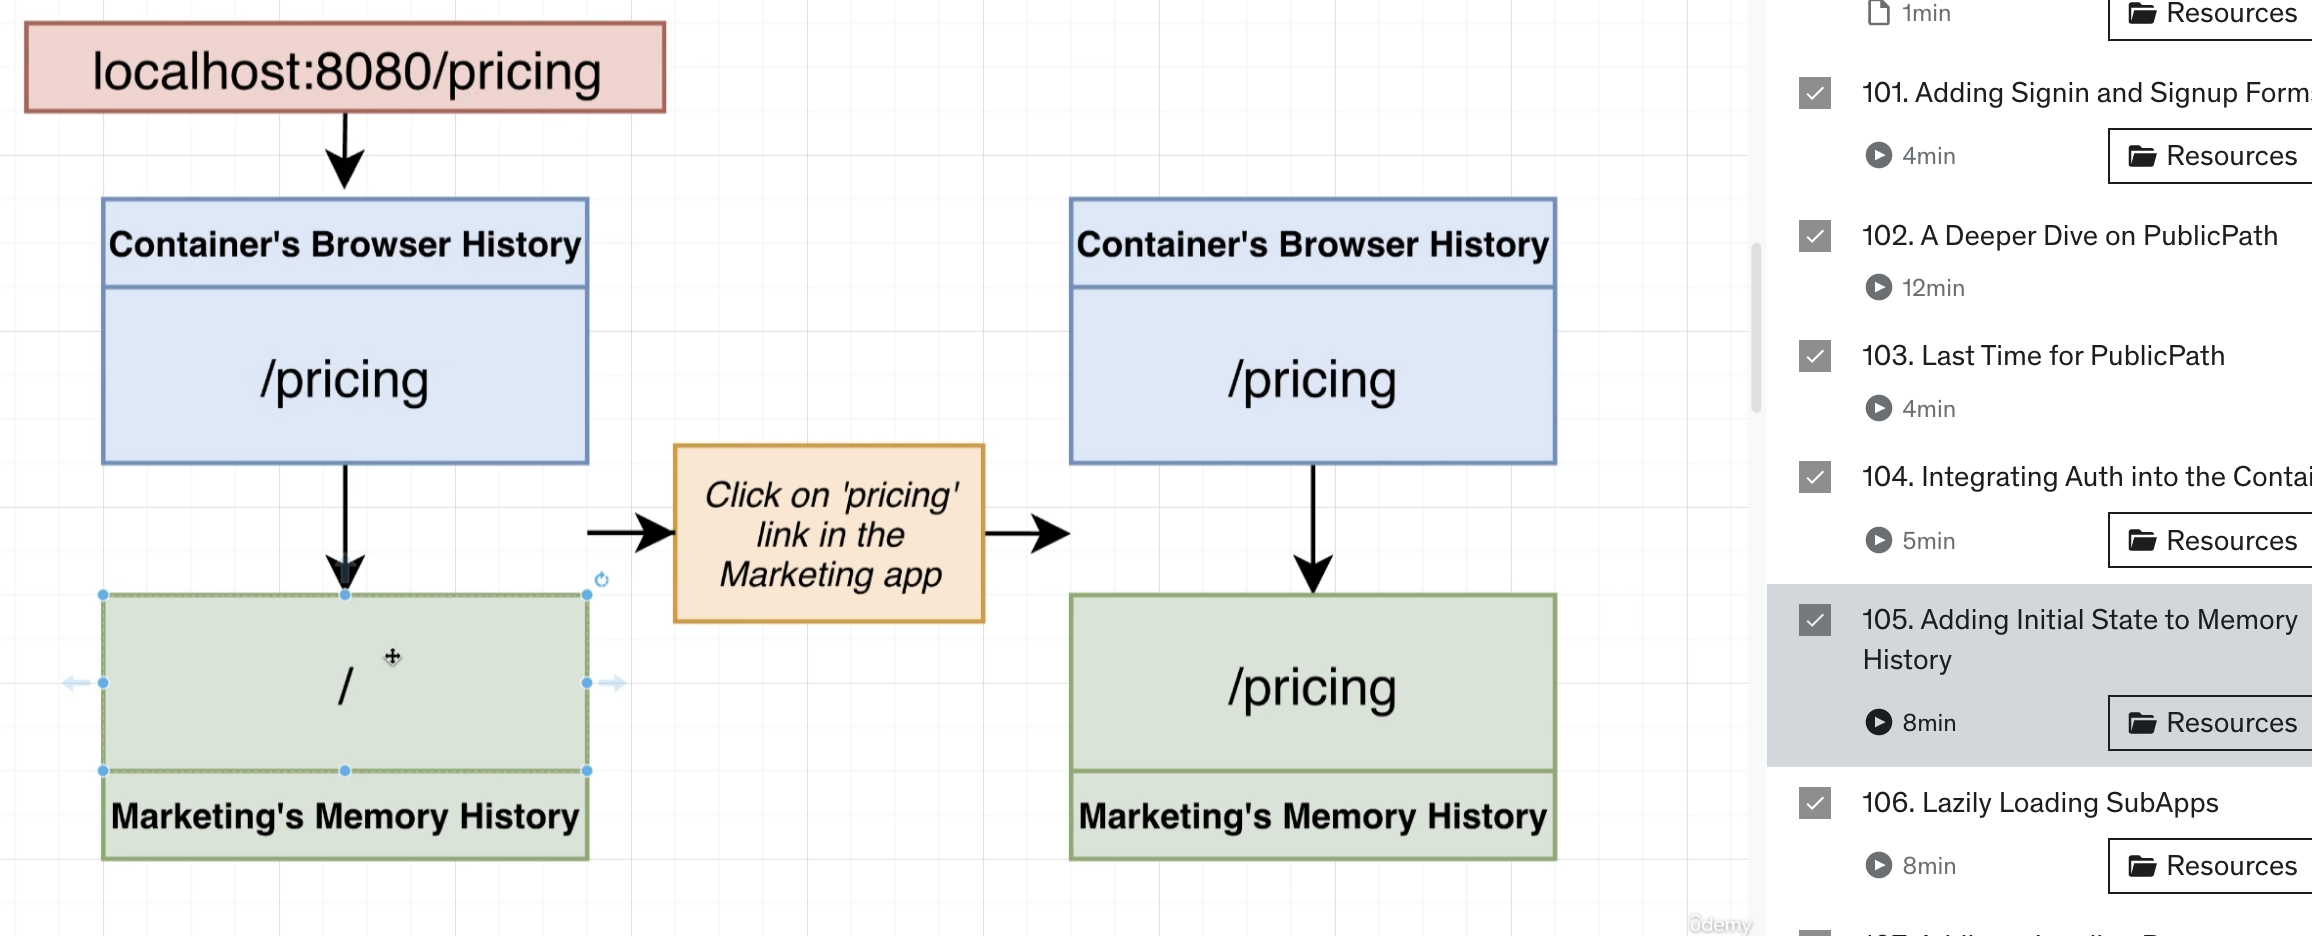 localhost:8080/pricing
Container's Browser History
/pricing
/
Marketing's Memory History
Click on 'pricing'
link in the
Marketing app
Container's Browser History
/pricing
/pricing
Marketing's Memory History
ûdemy
1min
Resources
101. Adding Signin and Signup Form
4min
Resources
102. A Deeper Dive on PublicPath
12min
103. Last Time for PublicPath
4min
104. Integrating Auth into the
5min
Resources
105. Adding Initial State to Memory
History
8min
Resources
106. Lazily Loading SubApps
8min
Resources